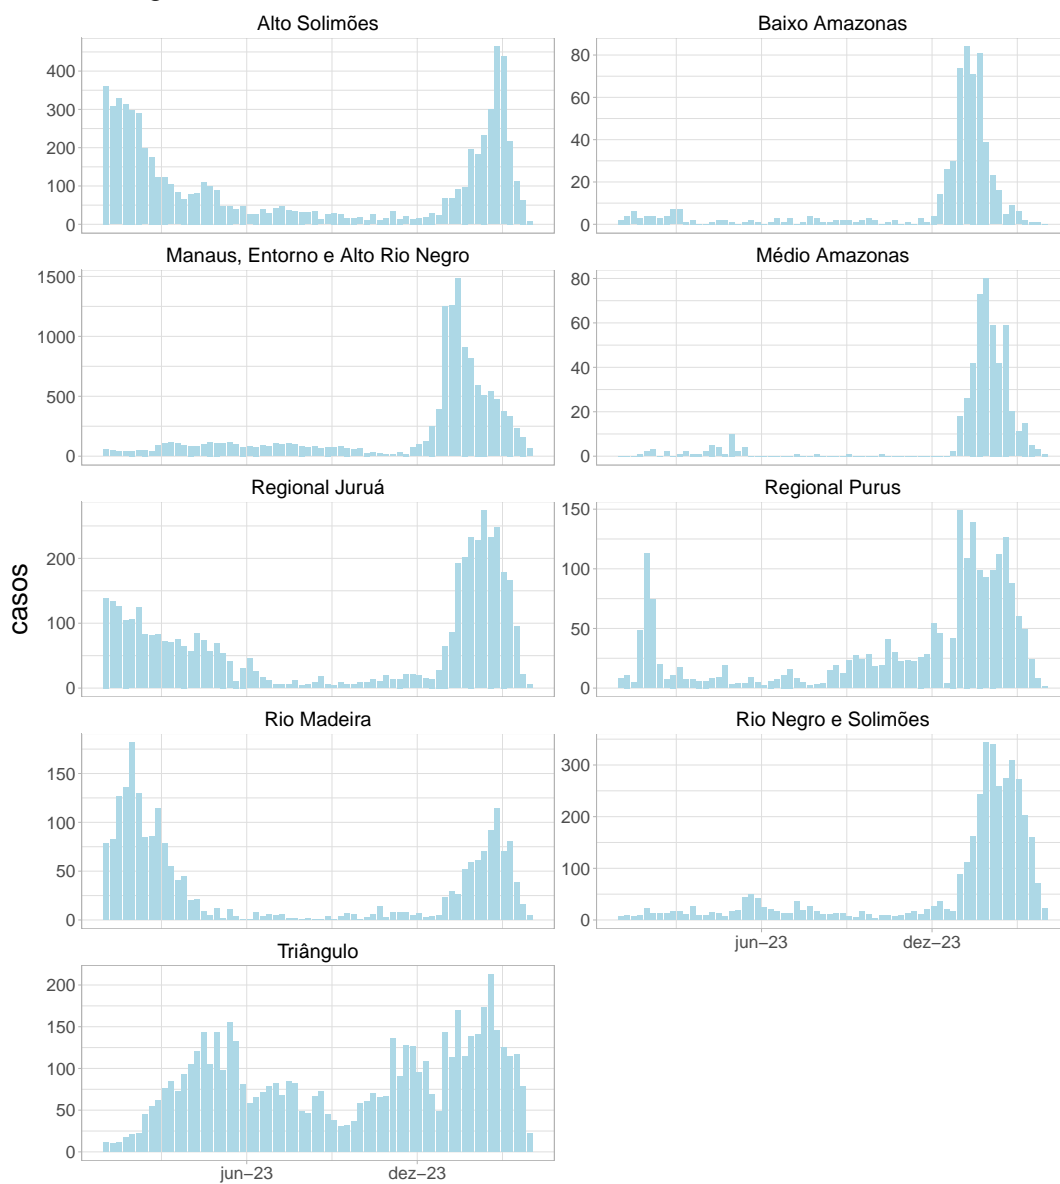 Alto Solimões
Baixo Amazonas
400
300
200
100
0
80
60
40
20
0
Manaus, Entorno e Alto Rio Negro
Médio Amazonas
1500
1000
500
0
80
60
40
20
0
Regional Juruá
Regional Purus
200
100
0
150
100
50
0
casos
Rio Madeira
Rio Negro e Solimões
150
100
50
0
300
200
100
0
jun−23
dez−23
Triângulo
200
150
100
50
0
jun−23
dez−23